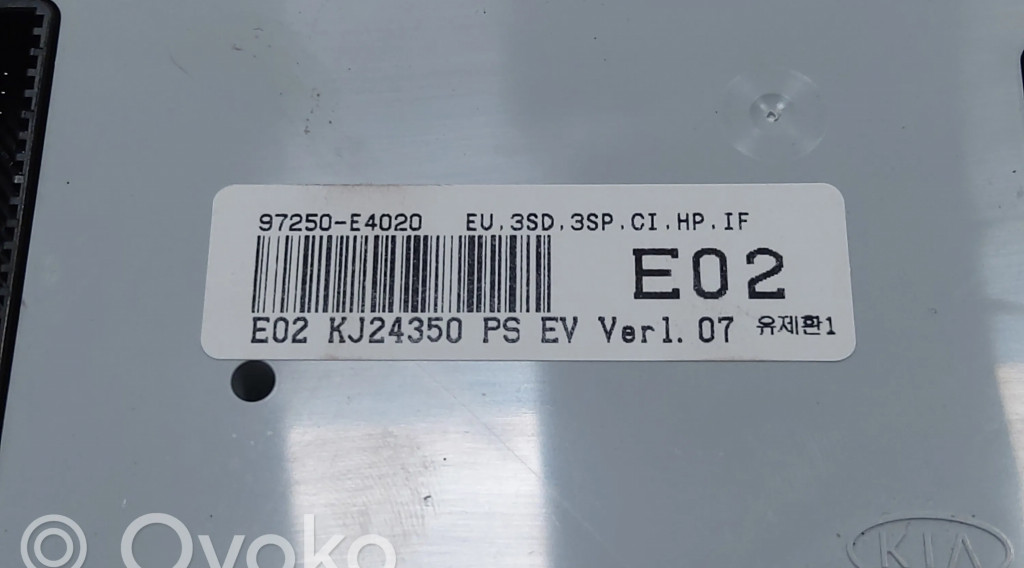 97250-E4020 EU.3SD.3SP.CI.HP.IF
E02
E02 KJ24350 PS EV Ver1.07 유제환1
KIA
Ovoko